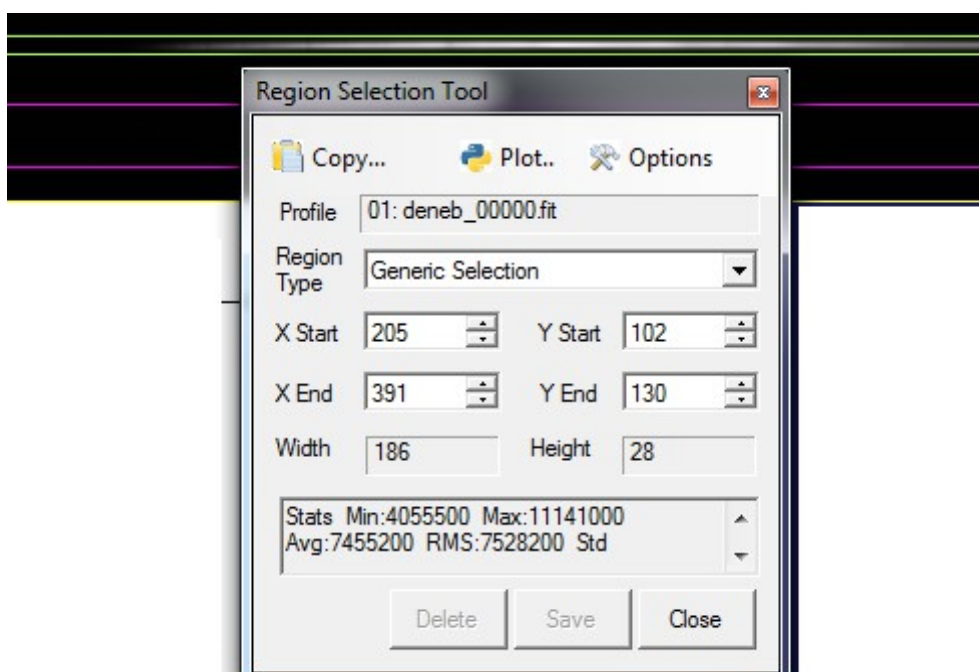 Region Selection Tool
Copy... Plot.. Options
Profile 01: deneb_00000.fit
Region Type Generic Selection
X Start 205 Y Start 102
X End 391 Y End 130
Width 186 Height 28
Stats Min:4055500 Max:11141000
Avg:7455200 RMS:7528200 Std
Delete Save Close